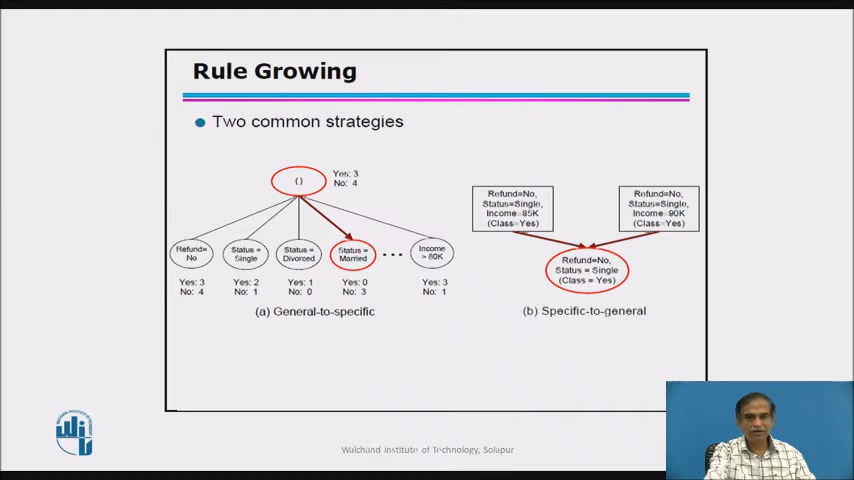 Rule Growing
Two common strategies
{ }
Yes: 3
No: 4
Refund=
No
Status =
Single
Status =
Divorced
Status =
Married
...
Income
> 80K
Yes: 3
No: 4
Yes: 2
No: 1
Yes: 1
No: 0
Yes: 0
No: 3
Yes: 3
No: 1
(a) General-to-specific
Refund=No,
Status=Single,
Income=85K
(Class=Yes)
Refund=No,
Status=Single,
Income=90K
(Class=Yes)
Refund=No,
Status = Single
(Class = Yes)
(b) Specific-to-general
Walchand Institute of Technology, Solapur